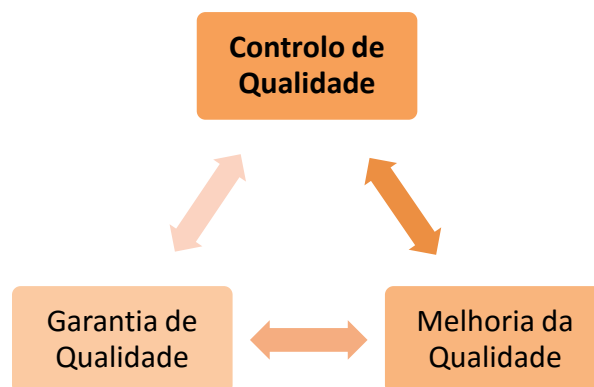 Controlo de
Qualidade
Garantia de
Qualidade
Melhoria da
Qualidade